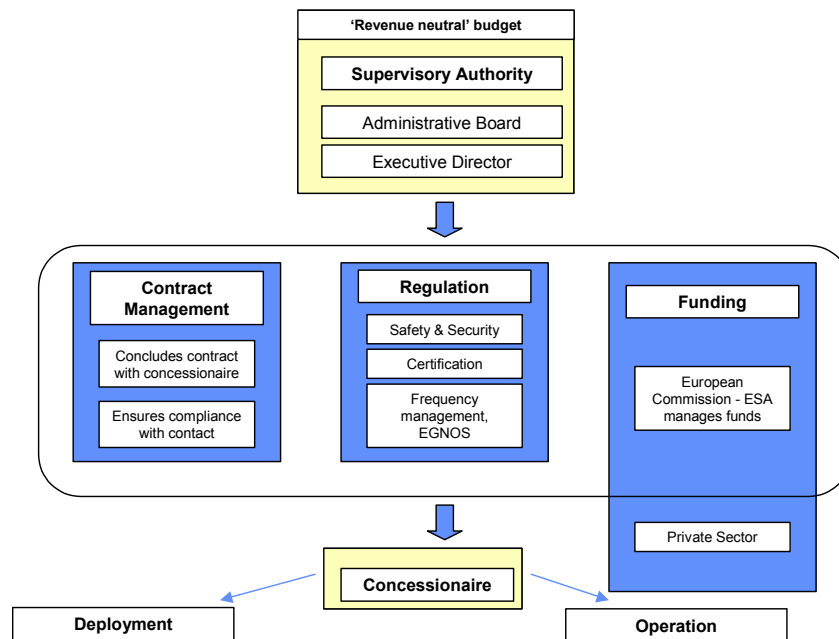 ‘Revenue neutral’ budget
Supervisory Authority
Administrative Board
Executive Director
Contract
Management
Concludes contract
with concessionaire
Ensures compliance
with contact
Regulation
Safety & Security
Certification
Frequency
management,
EGNOS
Funding
European
Commission - ESA
manages funds
Private Sector
Concessionaire
Deployment
Operation